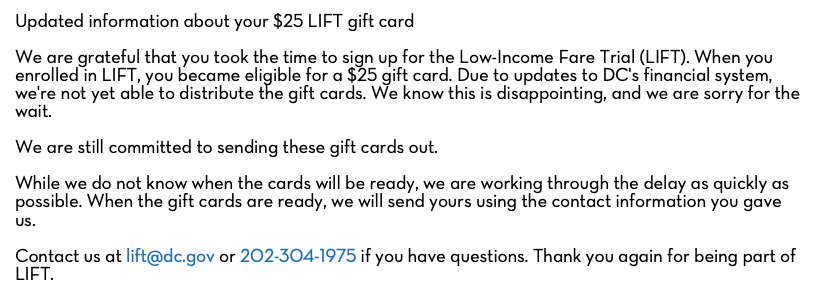 Updated information about your $25 LIFT gift card
We are grateful that you took the time to sign up for the Low-Income Fare Trial (LIFT). When you
enrolled in LIFT, you became eligible for a $25 gift card. Due to updates to DC's financial system,
we're not yet able to distribute the gift cards. We know this is disappointing, and we are sorry for the
wait.
We are still committed to sending these gift cards out.
While we do not know when the cards will be ready, we are working through the delay as quickly as
possible. When the gift cards are ready, we will send yours using the contact information you gave
us.
Contact us at lift@dc.gov or 202-304-1975 if you have questions. Thank you again for being part of
LIFT.